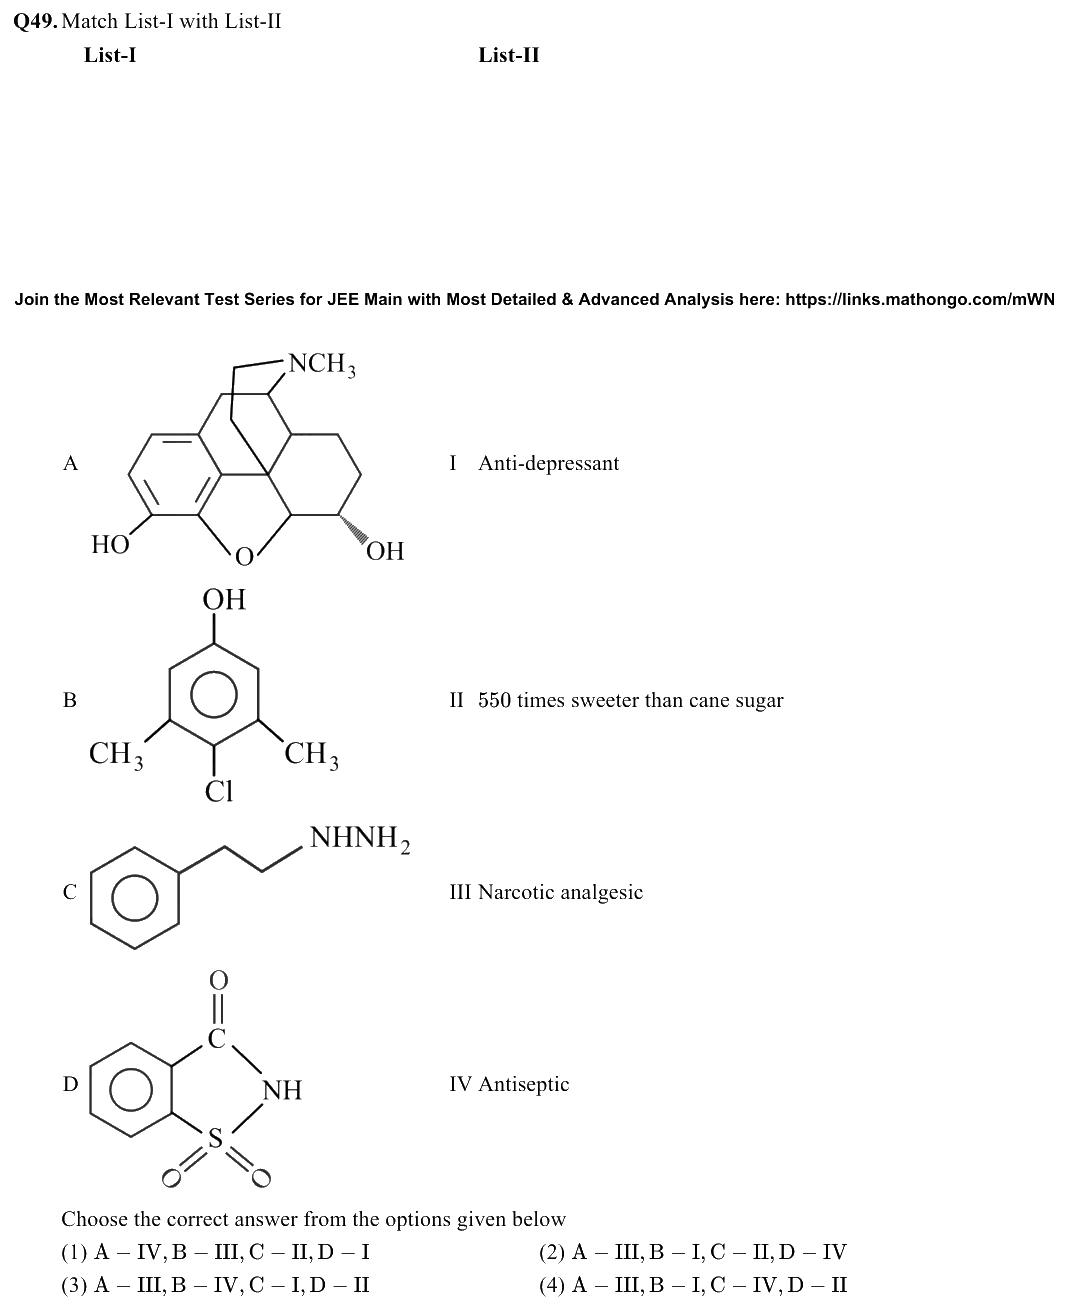 Q49. Match List-I with List-II
List-I List-II
Join the Most Relevant Test Series for JEE Main with Most Detailed & Advanced Analysis here: https://links.mathongo.com/mWN
NCH3
A I Anti-depressant
HO O OH
OH
B II 550 times sweeter than cane sugar
CH3 CH3
Cl
NHNH2
C III Narcotic analgesic
O
C
D NH IV Antiseptic
S
O O
Choose the correct answer from the options given below
(1) A – IV, B – III, C – II, D – I (2) A – III, B – I, C – II, D – IV
(3) A – III, B – IV, C – I, D – II (4) A – III, B – I, C – IV, D – II